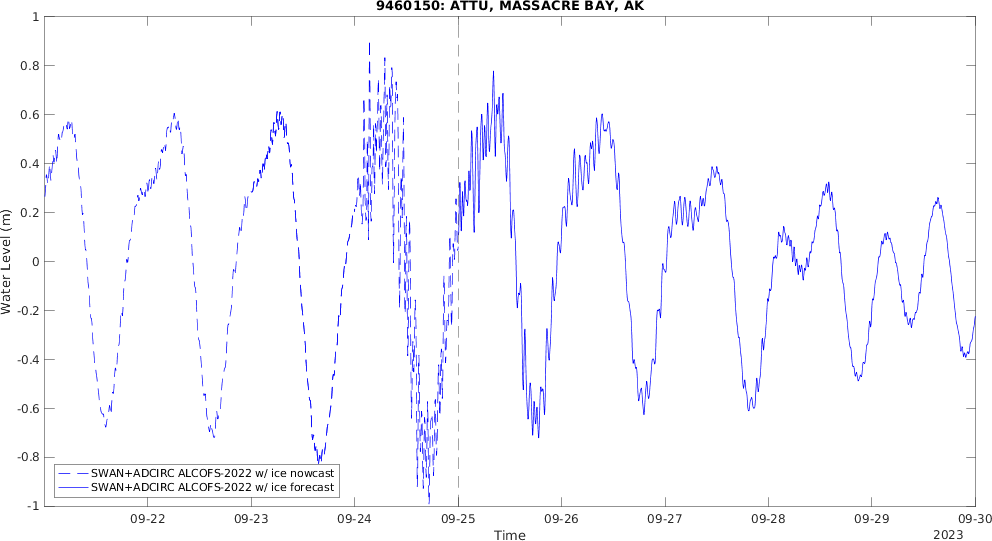 9460150: ATTU, MASSACRE BAY, AK
1
0.8
0.6
0.4
0.2
0
-0.2
-0.4
-0.6
-0.8
-1
Water Level (m)
SWAN+ADCIRC ALCOFS-2022 w/ ice nowcast
SWAN+ADCIRC ALCOFS-2022 w/ ice forecast
09-22 09-23 09-24 09-25 09-26 09-27 09-28 09-29 09-30
Time
2023